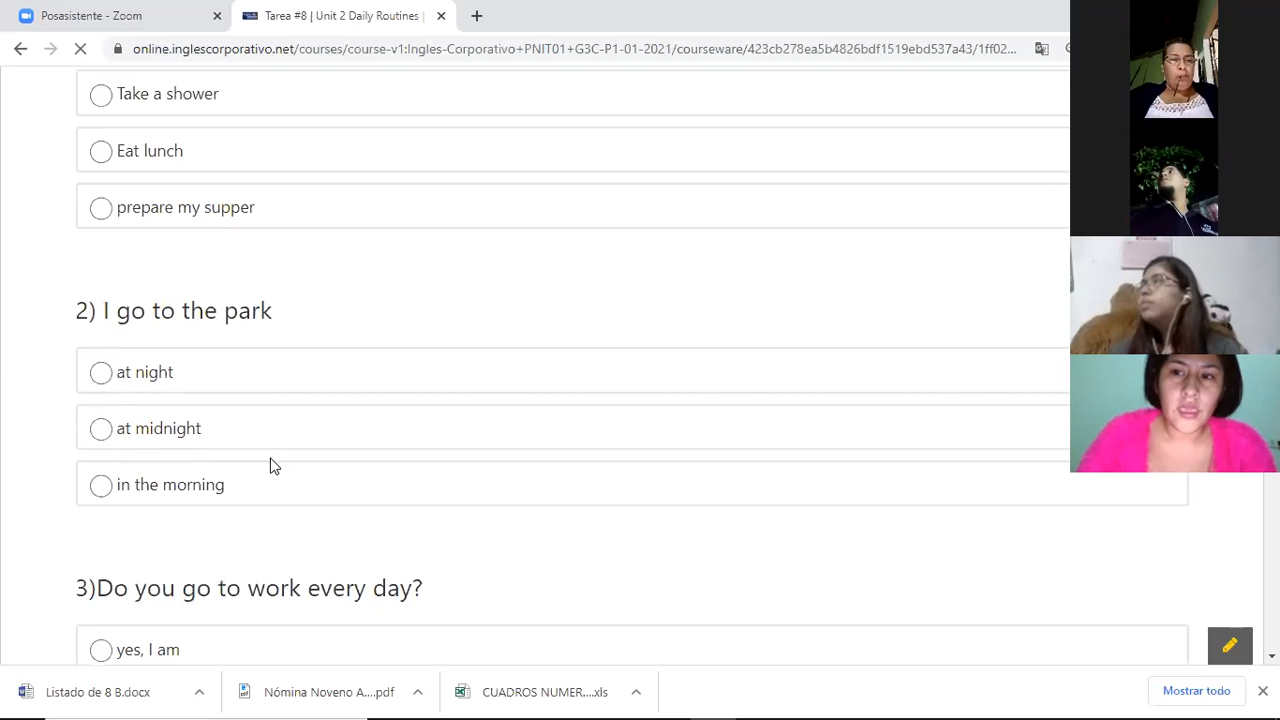 Posasistente - Zoom
Tarea #8 | Unit 2 Daily Routines |
online.inglescorporativo.net/courses/course-v1:Ingles-Corporativo+PNIT01+G3C-P1-01-2021/courseware/423cb278ea5b4826bdf1519ebd537a43/1ff02...
Take a shower
Eat lunch
prepare my supper
2) I go to the park
at night
at midnight
in the morning
3)Do you go to work every day?
yes, I am
Listado de 8 B.docx
Nómina Noveno A....pdf
CUADROS NUMER....xls
Mostrar todo